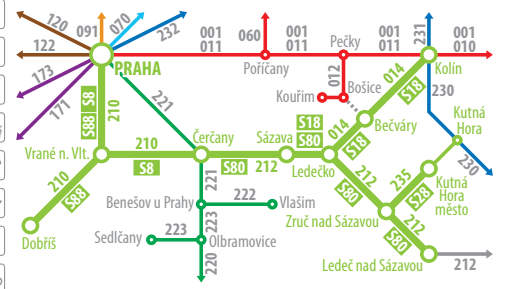 120
091
070
232
122
173
171
PRAHA
001
011
060
001
011
Pečky
001
011
231
001
010
Poříčany
012
Kouřim
Bošice
Kolín
014
S18
230
Kutná
Hora
230
S88 S8
210
221
Vrané n. Vlt.
210
S8
Čerčany
S80
212
Sázava
S18
S80
014
S18
Bečváry
Ledečko
212
S80
235
S28
Kutná
Hora
město
210
S88
Dobříš
221
Benešov u Prahy
222
Vlašim
223
Sedlčany
223
Olbramovice
220
Zruč nad Sázavou
212
S80
Ledeč nad Sázavou
212